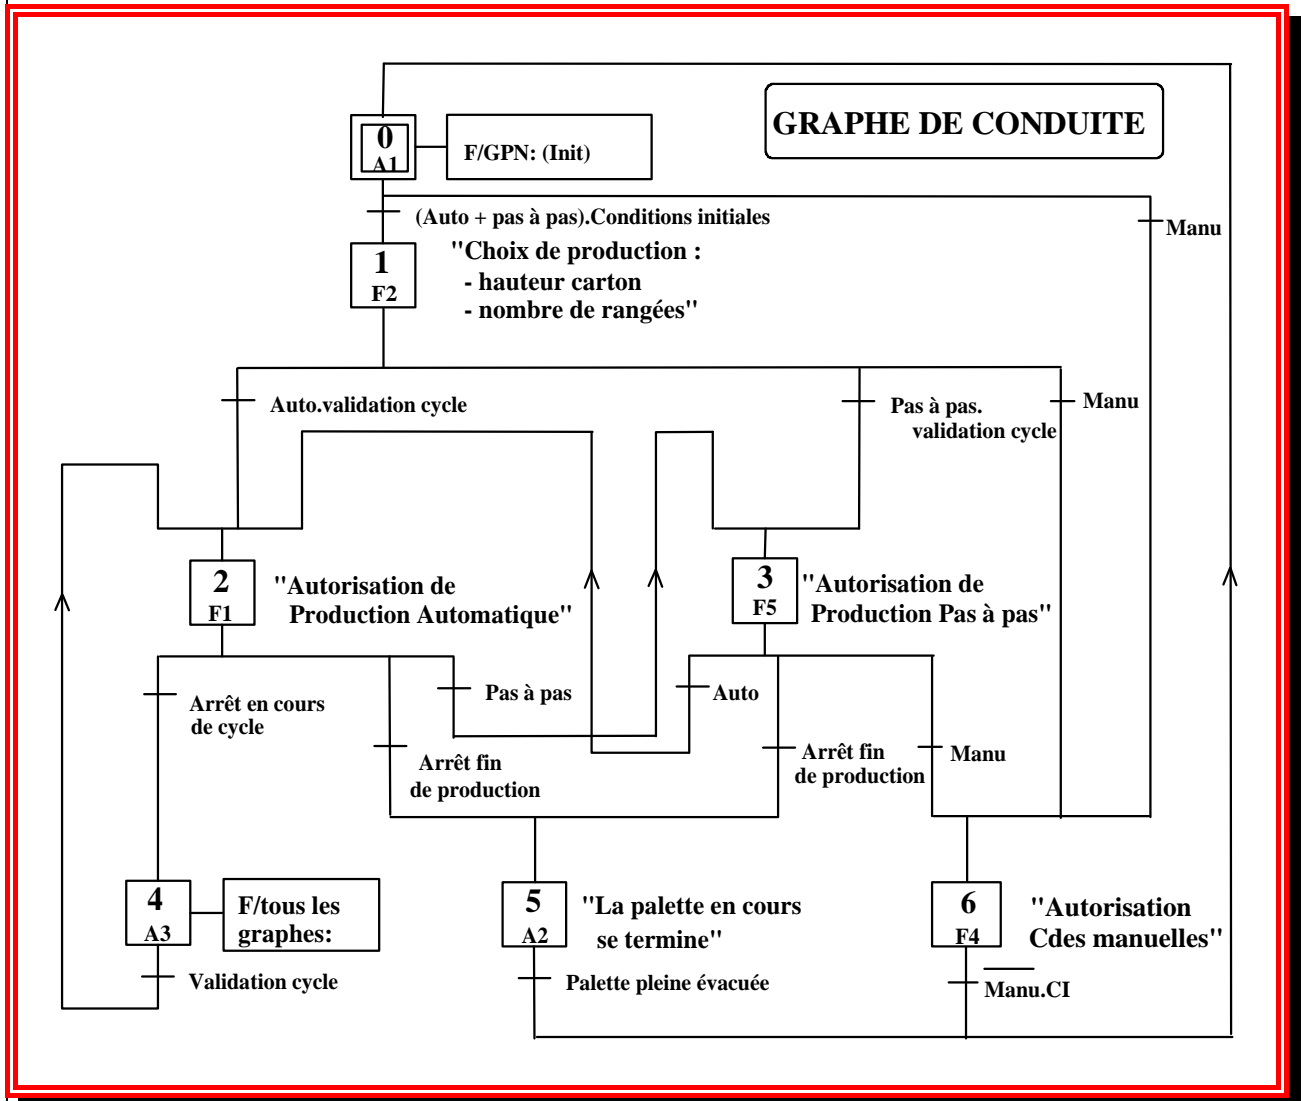 GRAPHE DE CONDUITE
0
A1
F/GPN: (Init)
(Auto + pas à pas).Conditions initiales
Manu
1
F2
"Choix de production :
- hauteur carton
- nombre de rangées"
Auto.validation cycle
Pas à pas.
validation cycle
Manu
2
F1
"Autorisation de
Production Automatique"
3
F5
"Autorisation de
Production Pas à pas"
Arrêt en cours
de cycle
Pas à pas
Auto
Arrêt fin
de production
Arrêt fin
de production
Manu
4
A3
F/tous les
graphes:
5
A2
"La palette en cours
se termine"
6
F4
"Autorisation
Cdes manuelles"
Validation cycle
Palette pleine évacuée
Manu.CI